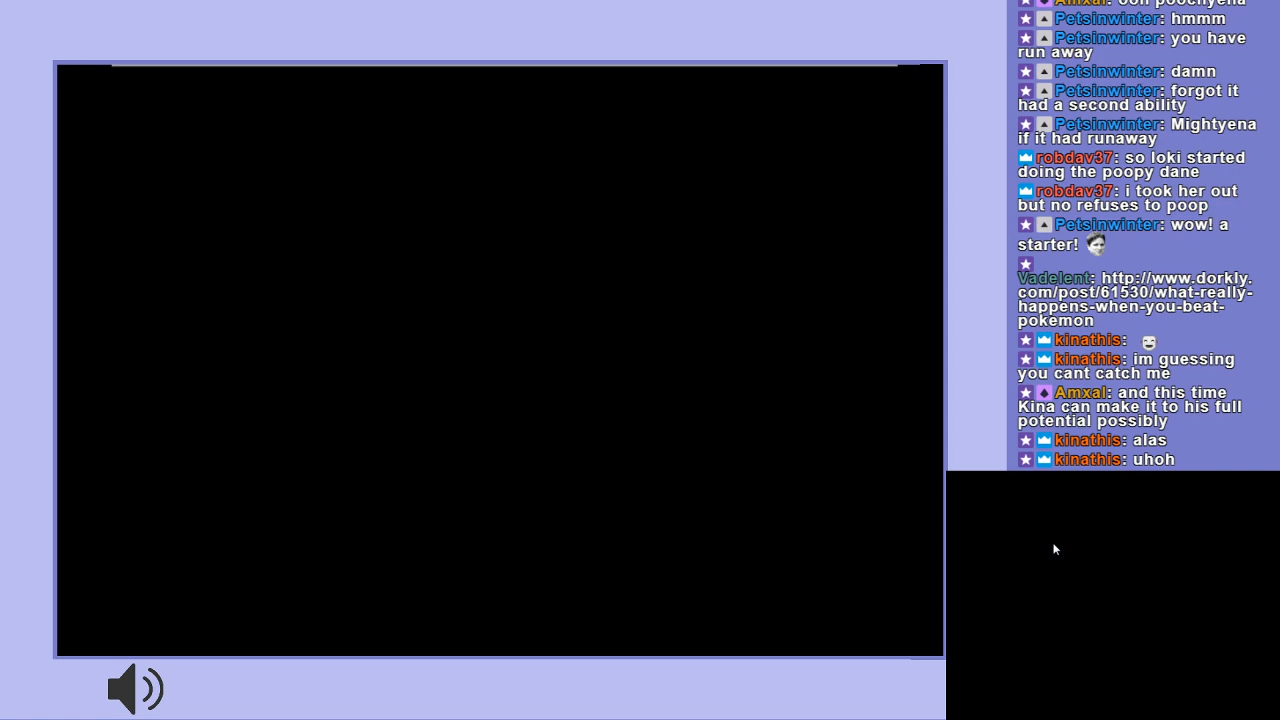 Amxal: ooh poochyena
Petsinwinter: hmmm
Petsinwinter: you have
run away
Petsinwinter: damn
Petsinwinter: forgot it
had a second ability
Petsinwinter: Mightyena
if it had runaway
robdav37: so loki started
doing the poopy dane
robdav37: i took her out
but no refuses to poop
Petsinwinter: wow! a
starter!
Vadelent: http://www.dorkly.
com/post/61530/what-really-
happens-when-you-beat-
pokemon
kinathis:
kinathis: im guessing
you cant catch me
Amxal: and this time
Kina can make it to his full
potential possibly
kinathis: alas
kinathis: uhoh